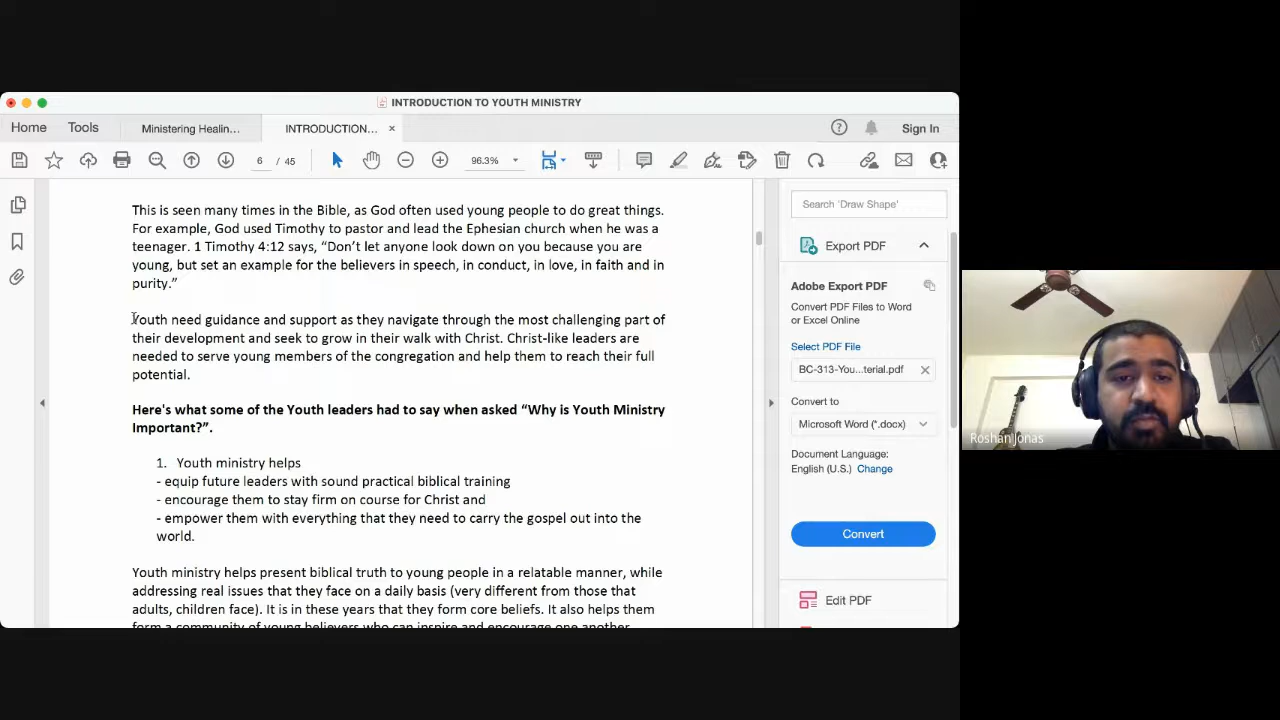 INTRODUCTION TO YOUTH MINISTRY
Home
Tools
Ministering Healin...
INTRODUCTION...
Sign In
6 / 45
96.3%
This is seen many times in the Bible, as God often used young people to do great things.
For example, God used Timothy to pastor and lead the Ephesian church when he was a
teenager. 1 Timothy 4:12 says, “Don’t let anyone look down on you because you are
young, but set an example for the believers in speech, in conduct, in love, in faith and in
purity.”
Youth need guidance and support as they navigate through the most challenging part of
their development and seek to grow in their walk with Christ. Christ-like leaders are
needed to serve young members of the congregation and help them to reach their full
potential.
Here's what some of the Youth leaders had to say when asked “Why is Youth Ministry
Important?”.
1. Youth ministry helps
- equip future leaders with sound practical biblical training
- encourage them to stay firm on course for Christ and
- empower them with everything that they need to carry the gospel out into the
world.
Youth ministry helps present biblical truth to young people in a relatable manner, while
addressing real issues that they face on a daily basis (very different from those that
adults, children face). It is in these years that they form core beliefs. It also helps them
form a community of young believers who can inspire and encourage one another
Search 'Draw Shape'
Export PDF
Adobe Export PDF
Convert PDF Files to Word
or Excel Online
Select PDF File
BC-313-You...terial.pdf
Convert to
Microsoft Word (*.docx)
Document Language:
English (U.S.) Change
Convert
Edit PDF
Roshan Jonas